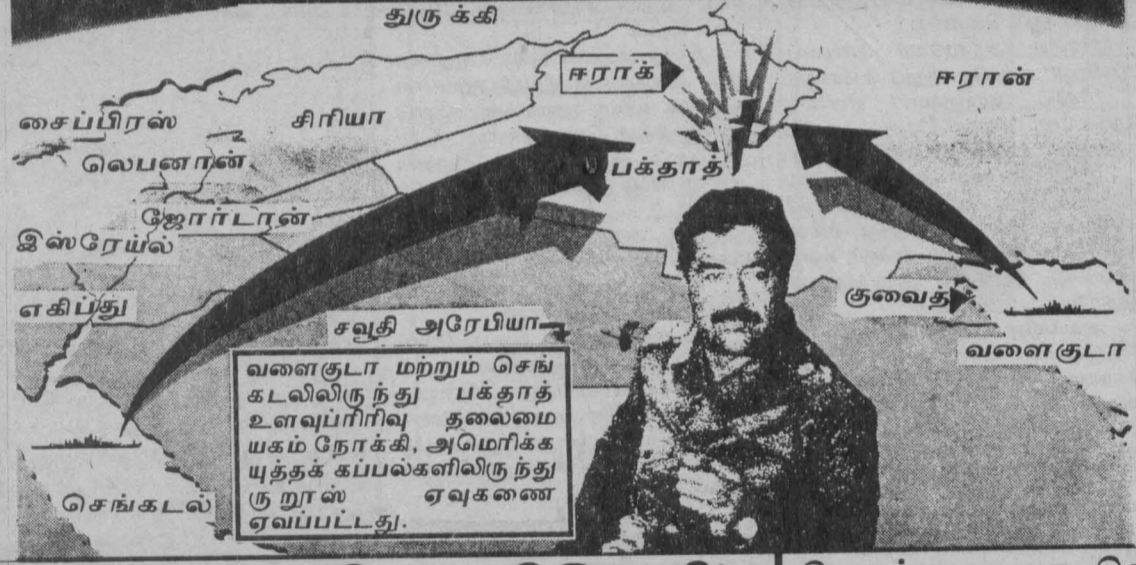 துருக்கி
ஈராக்
ஈரான்
சைப்பிரஸ்
சிரியா
லெபனான்
பக்தாத்
ஜோர்டான்
இஸ்ரேய்ல்
எகிப்து
குவைத்
சவூதி அரேபியா
வளைகுடா
வளைகுடா மற்றும் செங்
கடலிலிருந்து பக்தாத்
உளவுப்ரிரிவு தலைமை
யகம் நோக்கி, அமெரிக்க
யுத்தக் கப்பல்களிலிருந்து
ருறூஸ் ஏவுகணை
ஏவப்பட்டது.
செங்கடல்